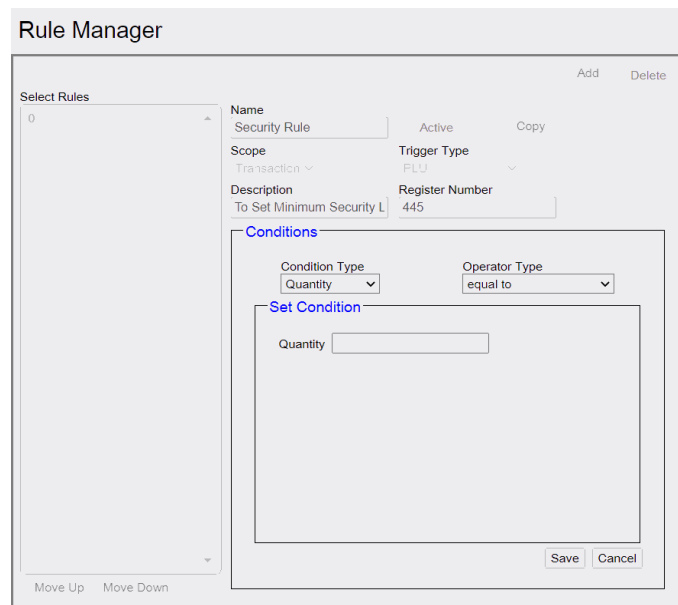 Rule Manager
Add Delete
Select Rules
0
Name
Security Rule Active Copy
Scope Trigger Type
Transaction PLU
Description Register Number
To Set Minimum Security L 445
Conditions
Condition Type Operator Type
Quantity equal to
Set Condition
Quantity
Save Cancel
Move Up Move Down